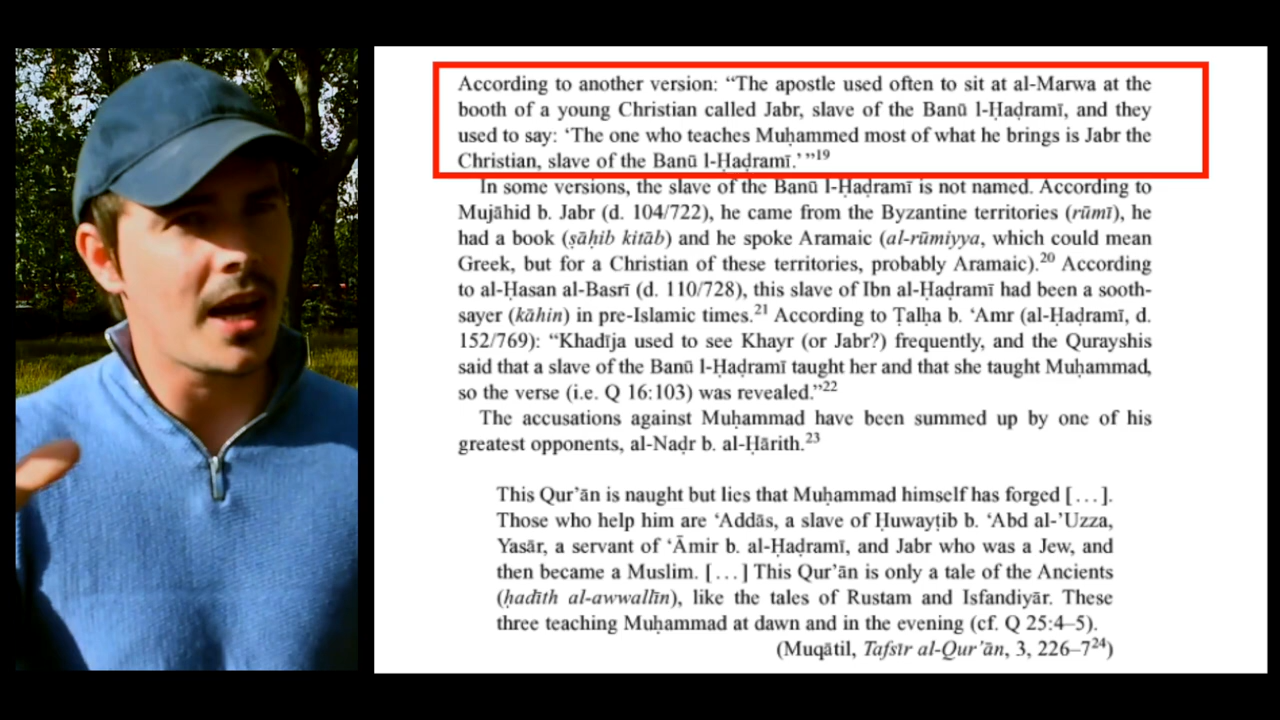 According to another version: “The apostle used often to sit at al-Marwa at the
booth of a young Christian called Jabr, slave of the Banū l-Ḥaḍramī, and they
used to say: ‘The one who teaches Muḥammed most of what he brings is Jabr the
Christian, slave of the Banū l-Ḥaḍramī.’”19
In some versions, the slave of the Banū l-Ḥaḍramī is not named. According to
Mujāhid b. Jabr (d. 104/722), he came from the Byzantine territories (rūmī), he
had a book (ṣāḥib kitāb) and he spoke Aramaic (al-rūmiyya, which could mean
Greek, but for a Christian of these territories, probably Aramaic).20 According
to al-Ḥasan al-Basrī (d. 110/728), this slave of Ibn al-Ḥaḍramī had been a sooth-
sayer (kāhin) in pre-Islamic times.21 According to Ṭalḥa b. ‘Amr (al-Ḥaḍramī, d.
152/769): “Khadīja used to see Khayr (or Jabr?) frequently, and the Qurayshis
said that a slave of the Banū l-Ḥaḍramī taught her and that she taught Muḥammad,
so the verse (i.e. Q 16:103) was revealed.”22
The accusations against Muḥammad have been summed up by one of his
greatest opponents, al-Naḍr b. al-Ḥārith.23
This Qur’ān is naught but lies that Muḥammad himself has forged [...].
Those who help him are ‘Addās, a slave of Ḥuwayṭib b. ‘Abd al-’Uzza,
Yasār, a servant of ‘Āmir b. al-Ḥaḍramī, and Jabr who was a Jew, and
then became a Muslim. [...] This Qur’ān is only a tale of the Ancients
(ḥadīth al-awwallīn), like the tales of Rustam and Isfandiyār. These
three teaching Muḥammad at dawn and in the evening (cf. Q 25:4–5).
(Muqātil, Tafsīr al-Qur’ān, 3, 226–724)